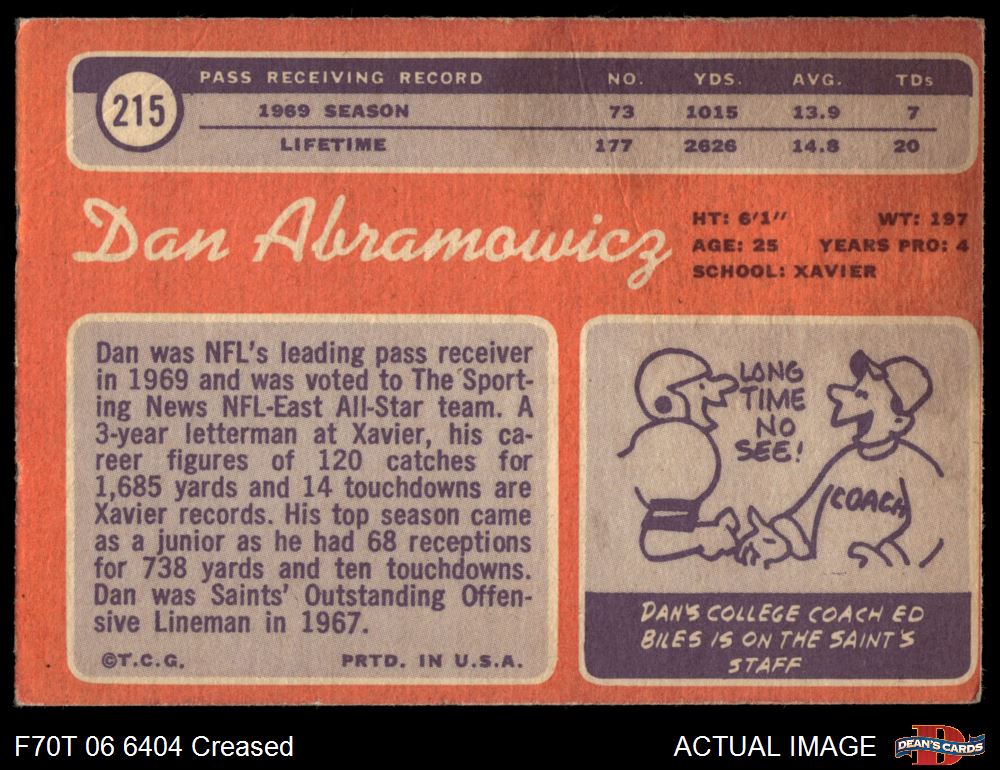 215
PASS RECEIVING RECORD NO. YDS. AVG. TDs
1969 SEASON 73 1015 13.9 7
LIFETIME 177 2626 14.8 20
Dan Abramowicz
HT: 6'1" WT: 197
AGE: 25 YEARS PRO: 4
SCHOOL: XAVIER
Dan was NFL's leading pass receiver
in 1969 and was voted to The Sport-
ing News NFL-East All-Star team. A
3-year letterman at Xavier, his ca-
reer figures of 120 catches for
1,685 yards and 14 touchdowns are
Xavier records. His top season came
as a junior as he had 68 receptions
for 738 yards and ten touchdowns.
Dan was Saints' Outstanding Offen-
sive Lineman in 1967.
©T.C.G. PRTD. IN U.S.A.
LONG
TIME
NO
SEE!
COACH
DAN'S COLLEGE COACH ED
BILES IS ON THE SAINT'S
STAFF
F70T 06 6404 Creased
ACTUAL IMAGE
DEAN'S CARDS